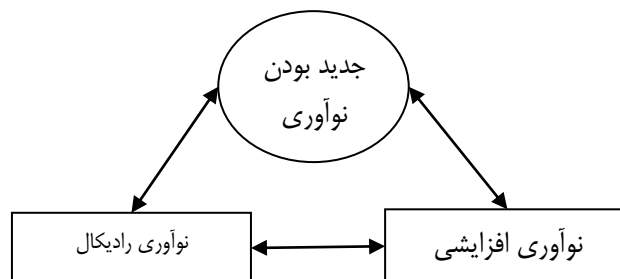 جدید بودن
نوآوری
نوآوری افزایشی
نوآوری رادیکال